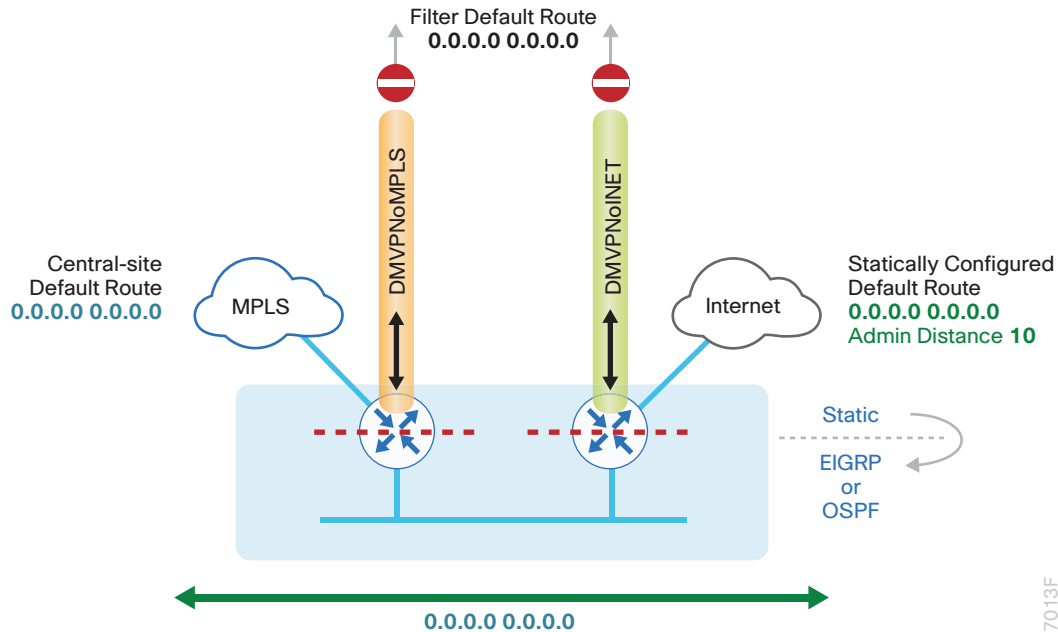 Filter Default Route
0.0.0.0 0.0.0.0
DMVPNoMPLS
DMVPNoINET
Central-site
Default Route
0.0.0.0 0.0.0.0
MPLS
Internet
Statically Configured
Default Route
0.0.0.0 0.0.0.0
Admin Distance 10
Static
EIGRP
or
OSPF
0.0.0.0 0.0.0.0
7013F